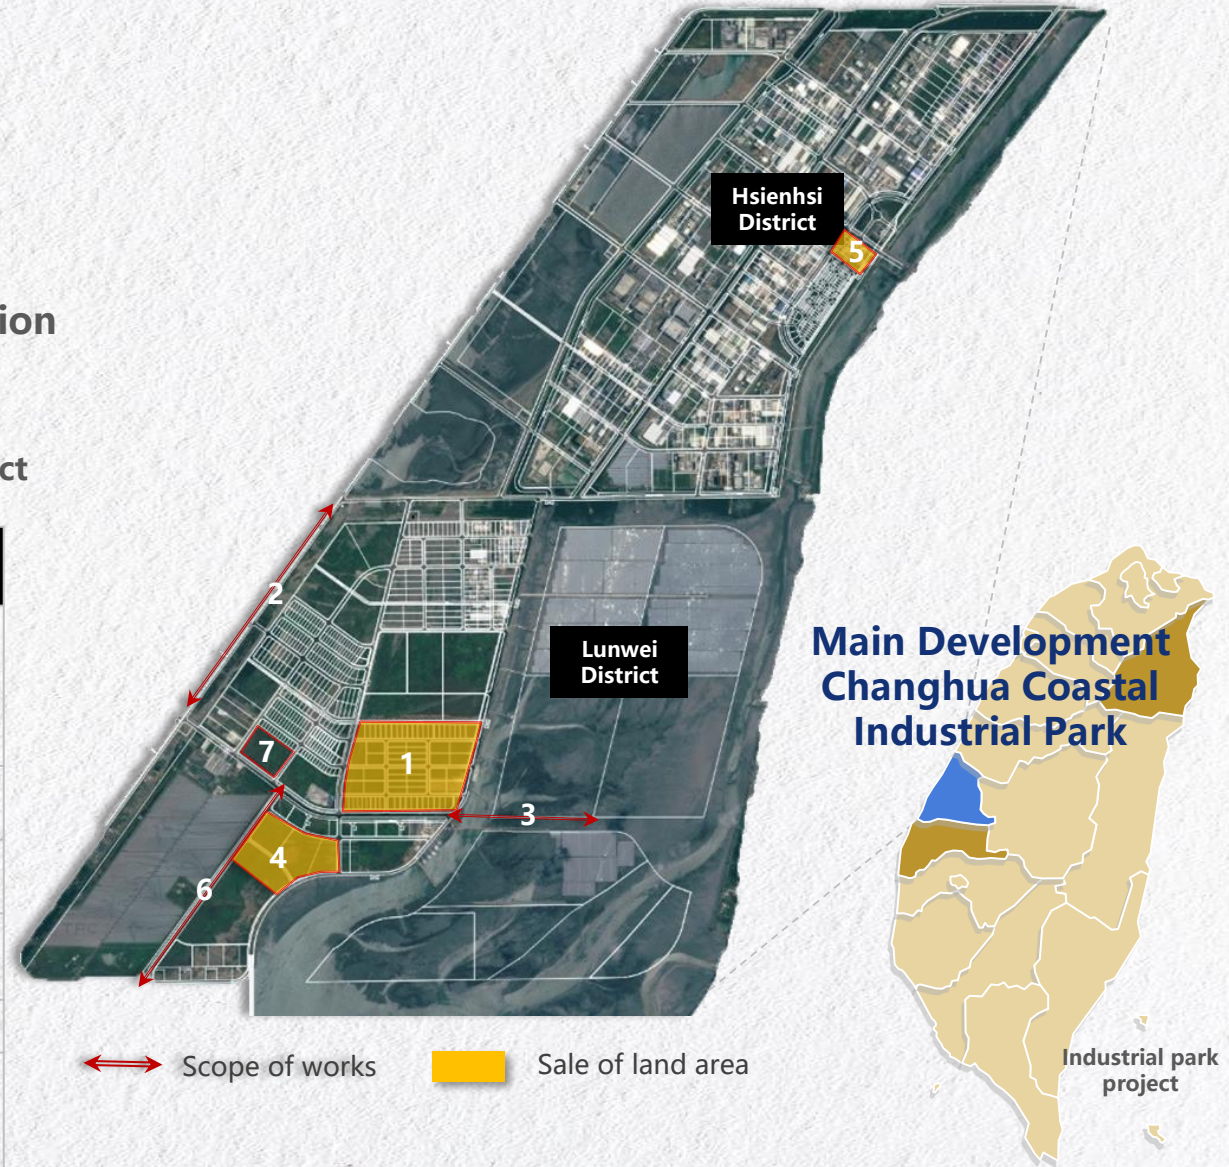 ion
ct
Hsienhsi
District
5
2
Lunwei
District
7
1
3
4
6
Main Development
Changhua Coastal
Industrial Park
Scope of works
Sale of land area
Industrial park
project